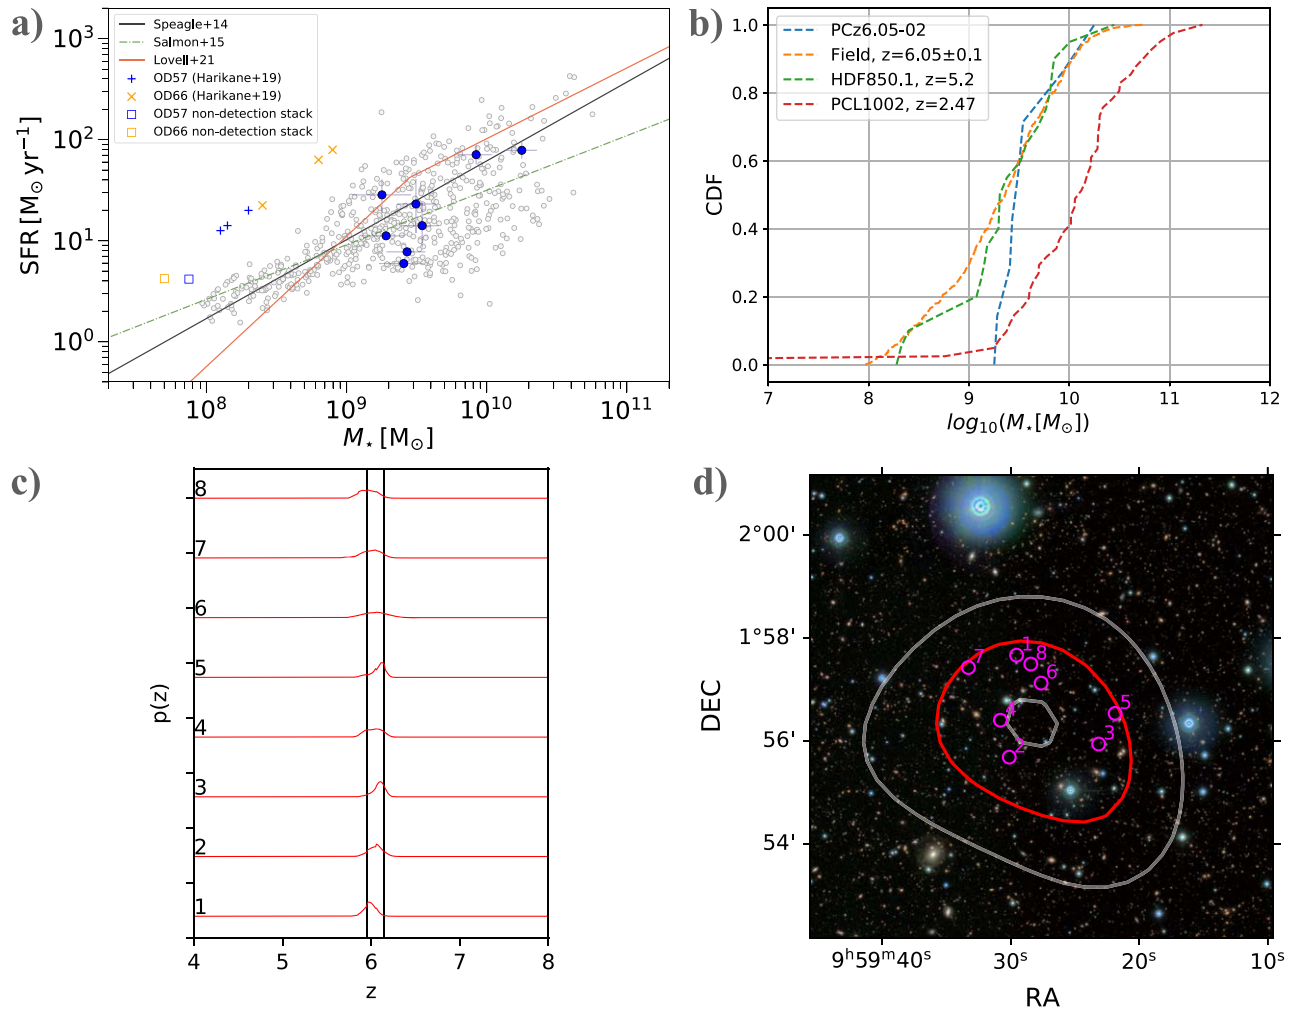 a)
Speagle+14
Salmon+15
Lovell+21
OD57 (Harikane+19)
OD66 (Harikane+19)
OD57 non-detection stack
OD66 non-detection stack
10³
10²
10¹
10⁰
SFR [M⊙ yr⁻¹]
10⁸ 10⁹ 10¹⁰ 10¹¹
M⋆ [M⊙]
b)
PCz6.05-02
Field, z=6.05±0.1
HDF850.1, z=5.2
PCL1002, z=2.47
1.0
0.8
0.6
0.4
0.2
0.0
CDF
7 8 9 10 11 12
log₁₀(M⋆[M⊙])
c)
8
7
6
5
4
3
2
1
p(z)
4 5 6 7 8
z
d)
2°00'
1°58'
56'
54'
DEC
1
8
7
6
5
4
3
2
9ʰ59ᵐ40ˢ 30ˢ 20ˢ 10ˢ
RA